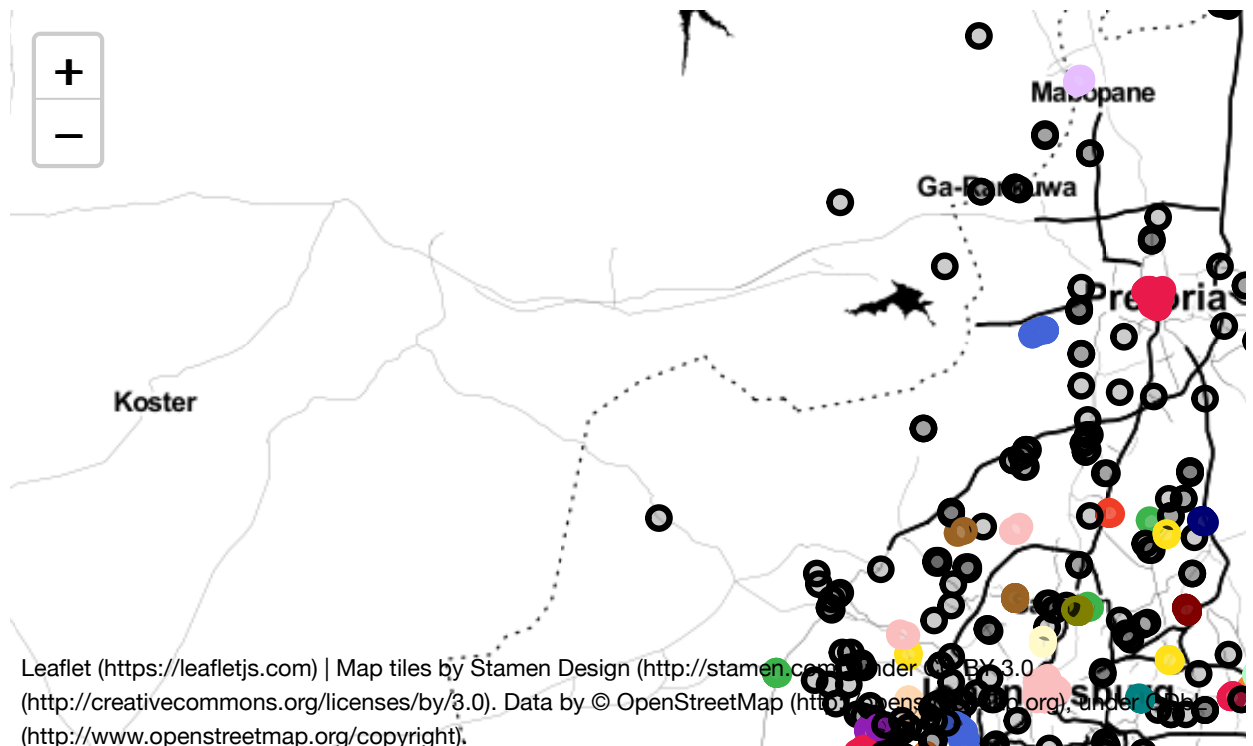 +
Mabopane
−
Ga-Rankuwa
Pretoria
Koster
Leaflet (https://leafletjs.com) | Map tiles by Stamen Design (http://stamen.com), under CC BY 3.0
(http://creativecommons.org/licenses/by/3.0). Data by © OpenStreetMap (http://openstreetmap.org), under ODbL
(http://www.openstreetmap.org/copyright).